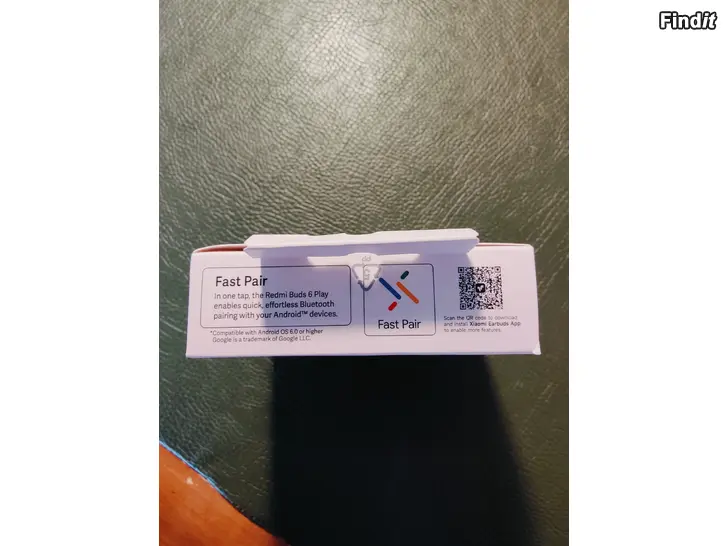 Findit
Fast Pair
In one tap, the Redmi Buds 6 Play
enables quick, effortless Bluetooth
pairing with your Android™ devices.
*Compatible with Android OS 6.0 or higher
Google is a trademark of Google LLC.
PP
Fast Pair
Scan the QR code to download
and install Xiaomi Earbuds App
to enable more features.